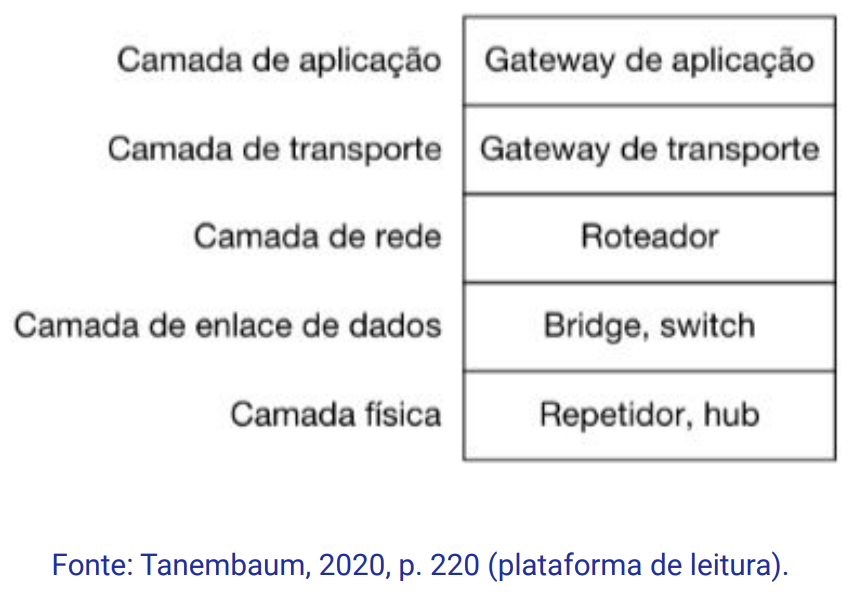 Camada de aplicação Gateway de aplicação
Camada de transporte Gateway de transporte
Camada de rede Roteador
Camada de enlace de dados Bridge, switch
Camada física Repetidor, hub
Fonte: Tanembaum, 2020, p. 220 (plataforma de leitura).